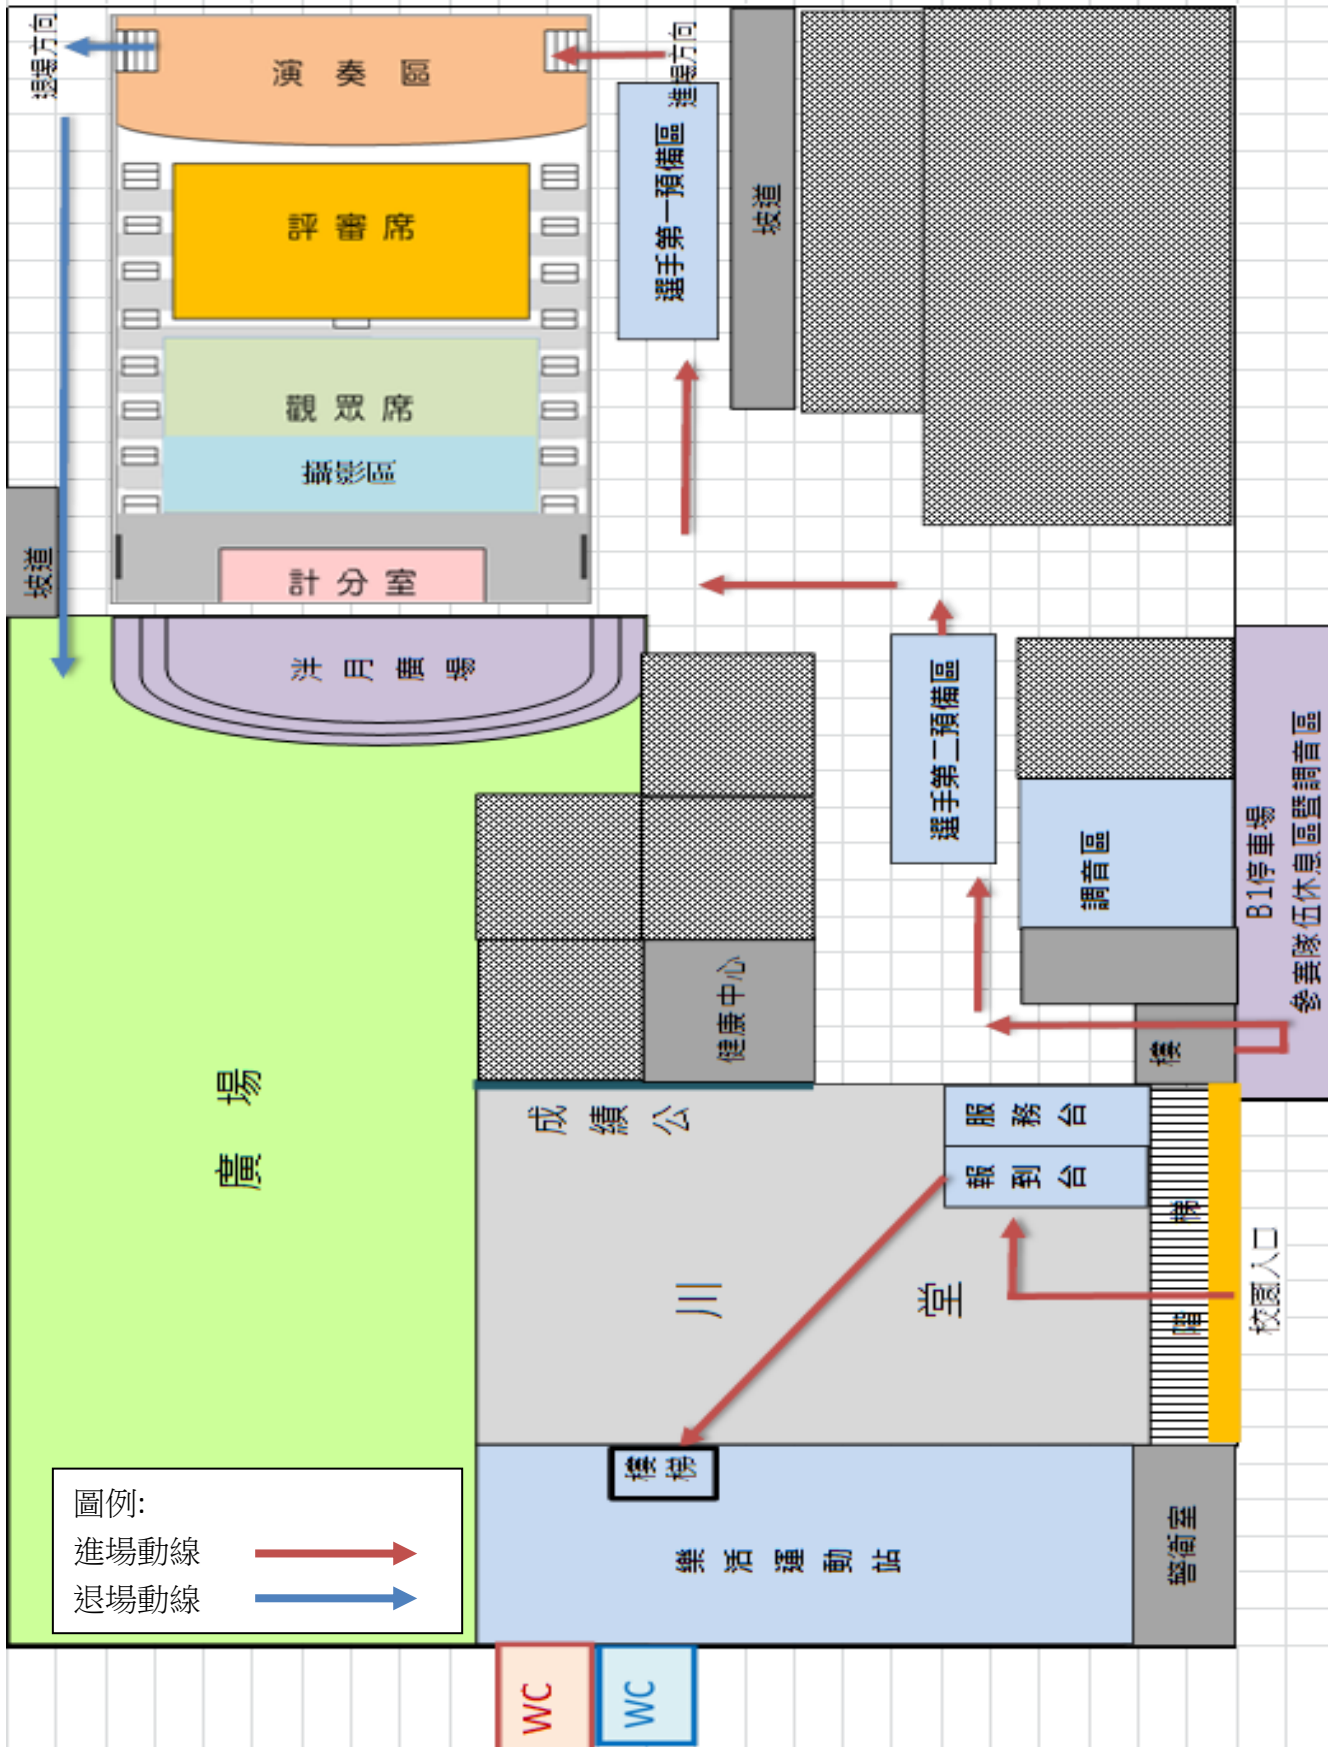 退場方向
演奏區
進場方向
評審席
選手第一預備區
坡道
觀眾席
攝影區
坡道
計分室
泮月廣場
選手第二預備區
調音區
B1停車場
參賽隊伍休息區暨調音區
健康中心
樓
廣場
成績公
服務台
報到台
川堂
階梯
校園入口
樓梯
樂活運動站
警衛室
圖例:
進場動線
退場動線
WC
WC